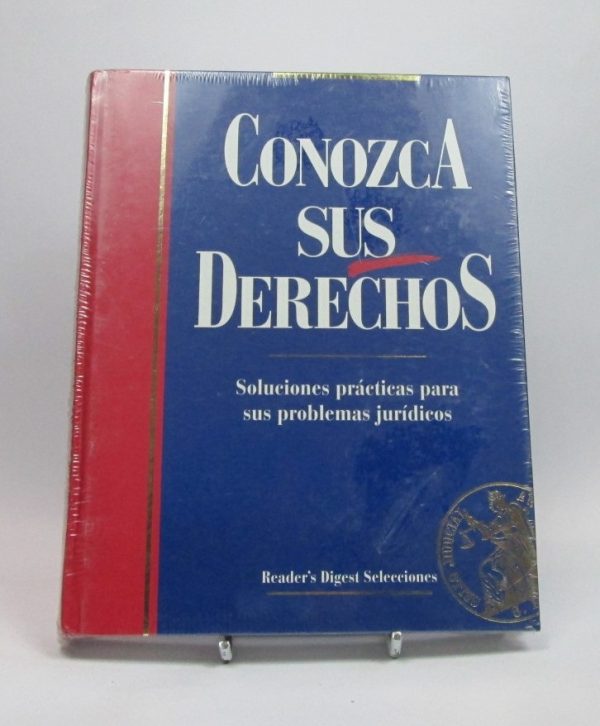 CONOZCA
SUS
DERECHOS
Soluciones prácticas para
sus problemas jurídicos
Reader's Digest Selecciones